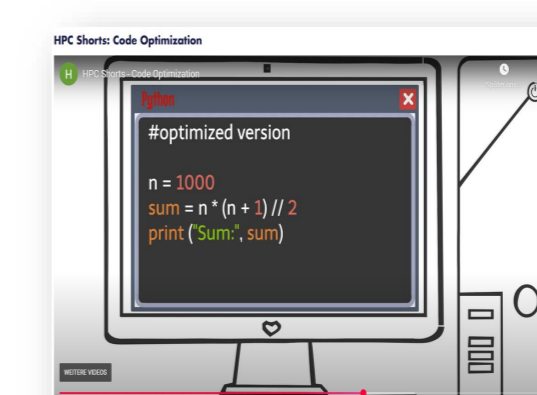 HPC Shorts: Code Optimization
H HPC Shorts - Code Optimization
Python
#optimized version
n = 1000
sum = n * (n + 1) // 2
print ("Sum:", sum)
WEITERE VIDEOS